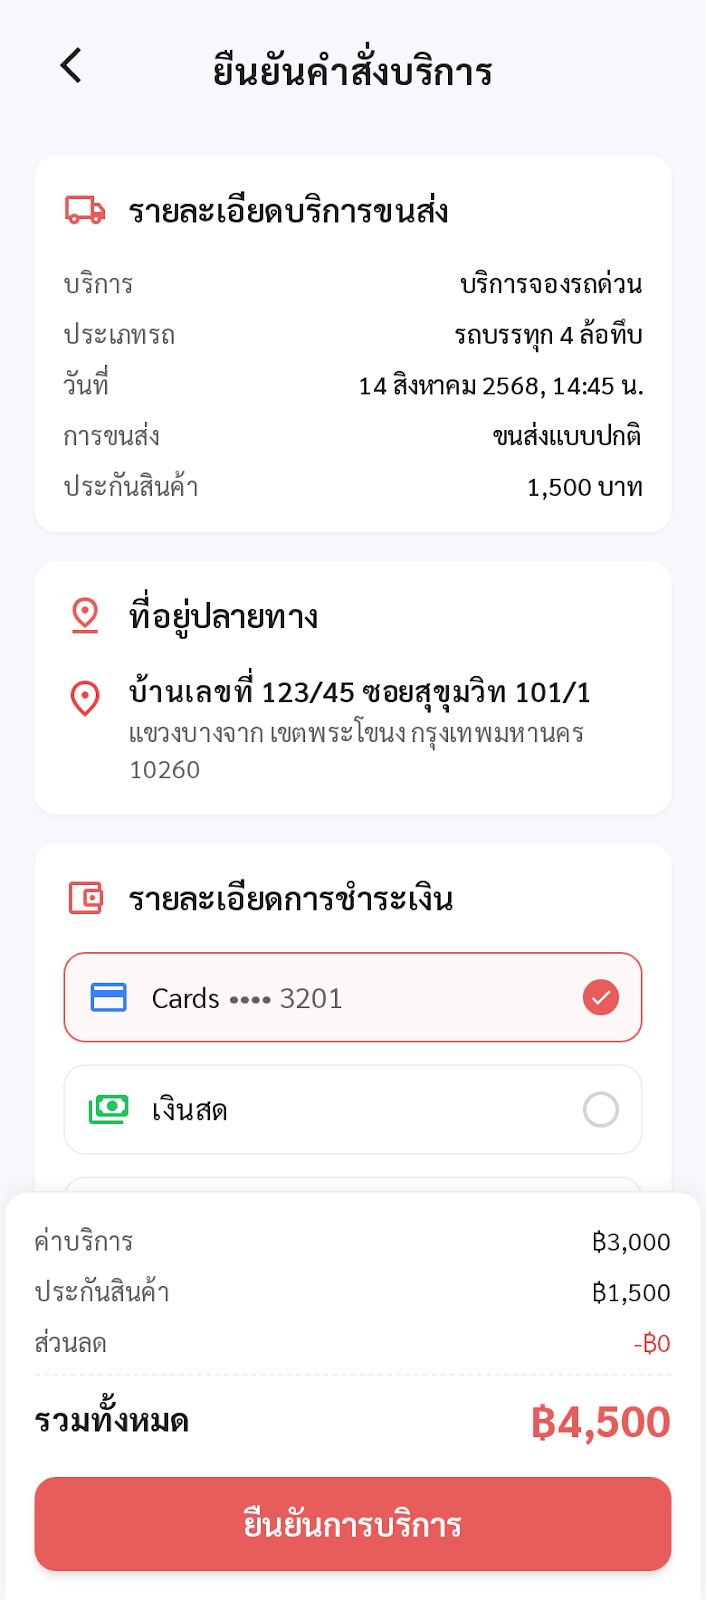 ยืนยันคำสั่งบริการ
รายละเอียดบริการขนส่ง
บริการ บริการจองรถด่วน
ประเภทรถ รถบรรทุก 4 ล้อทึบ
วันที่ 14 สิงหาคม 2568, 14:45 น.
การขนส่ง ขนส่งแบบปกติ
ประกันสินค้า 1,500 บาท
ที่อยู่ปลายทาง
บ้านเลขที่ 123/45 ซอยสุขุมวิท 101/1
แขวงบางจาก เขตพระโขนง กรุงเทพมหานคร
10260
รายละเอียดการชำระเงิน
Cards •••• 3201
เงินสด
ค่าบริการ ฿3,000
ประกันสินค้า ฿1,500
ส่วนลด -฿0
รวมทั้งหมด ฿4,500
ยืนยันการบริการ